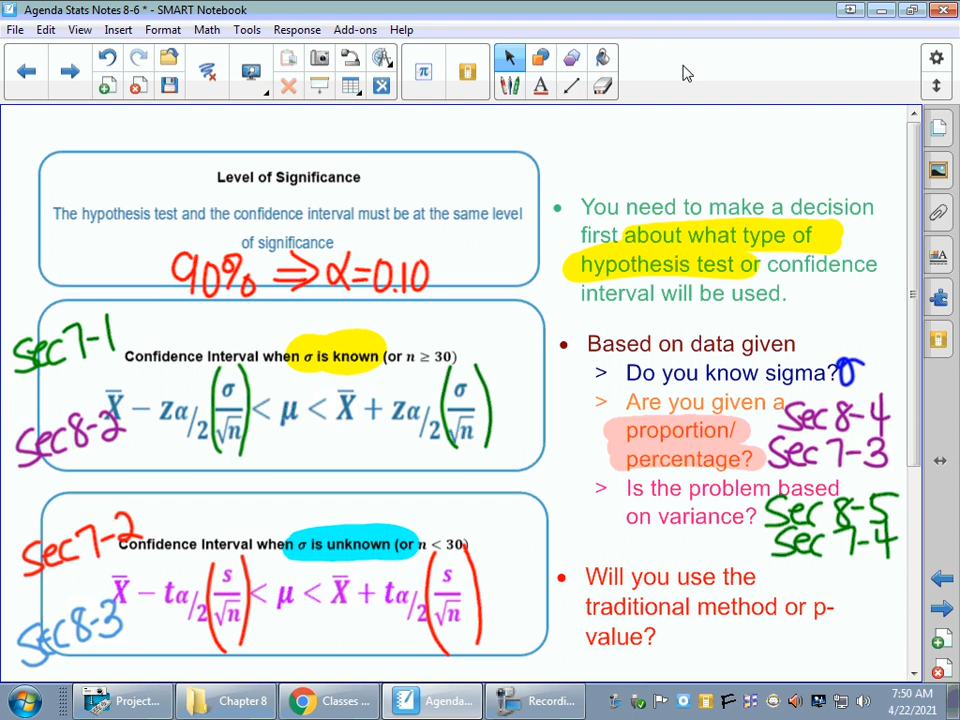 Agenda Stats Notes 8-6 * - SMART Notebook
File Edit View Insert Format Math Tools Response Add-ons Help
Level of Significance
The hypothesis test and the confidence interval must be at the same level
of significance
90% ⇒ α=0.10
Sec 7-1
Confidence Interval when σ is known (or n ≥ 30)
X̄ − zα/2 (σ/√n) < μ < X̄ + zα/2 (σ/√n)
Sec 8-2
Sec 7-2
Confidence Interval when σ is unknown (or n < 30)
X̄ − tα/2 (s/√n) < μ < X̄ + tα/2 (s/√n)
Sec 8-3
• You need to make a decision
first about what type of
hypothesis test or confidence
interval will be used.
• Based on data given
> Do you know sigma? σ
> Are you given a
proportion/
percentage?
Sec 8-4
Sec 7-3
> Is the problem based
on variance?
Sec 8-5
Sec 7-4
• Will you use the
traditional method or p-
value?
Project... Chapter 8 Classes ... Agenda... Recordi...
7:50 AM
4/22/2021